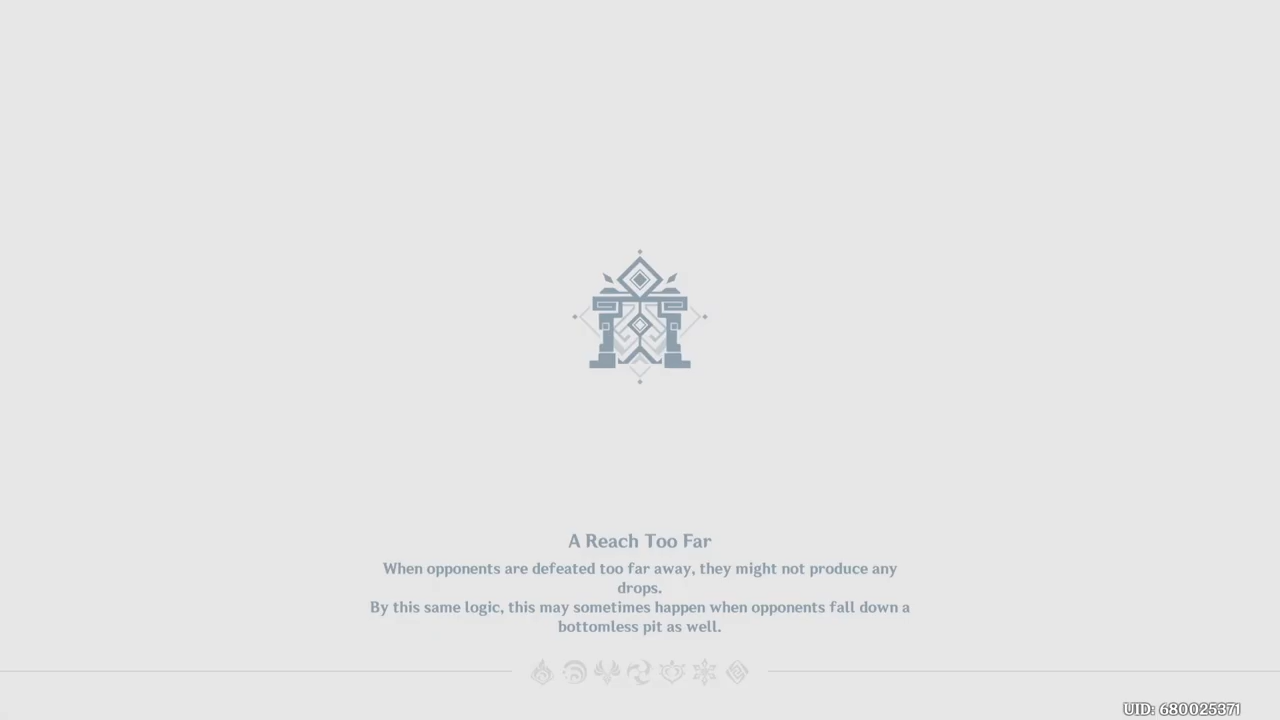 A Reach Too Far
When opponents are defeated too far away, they might not produce any
drops.
By this same logic, this may sometimes happen when opponents fall down a
bottomless pit as well.
UID: 680025371